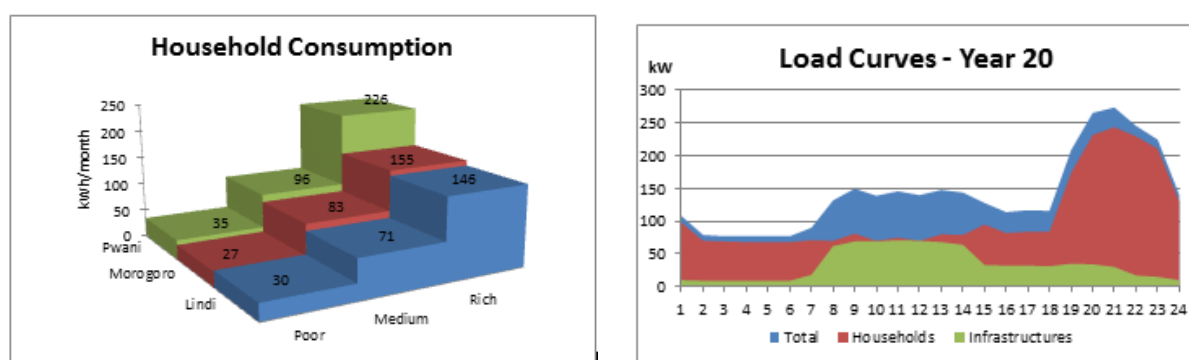 Household Consumption
kWh/month
250
200
150
100
50
0
226
96
155
35
83
146
27
71
30
Pwani
Morogoro
Lindi
Poor
Medium
Rich
Load Curves - Year 20
kW
300
250
200
150
100
50
0
1 2 3 4 5 6 7 8 9 10 11 12 13 14 15 16 17 18 19 20 21 22 23 24
Total Households Infrastructures